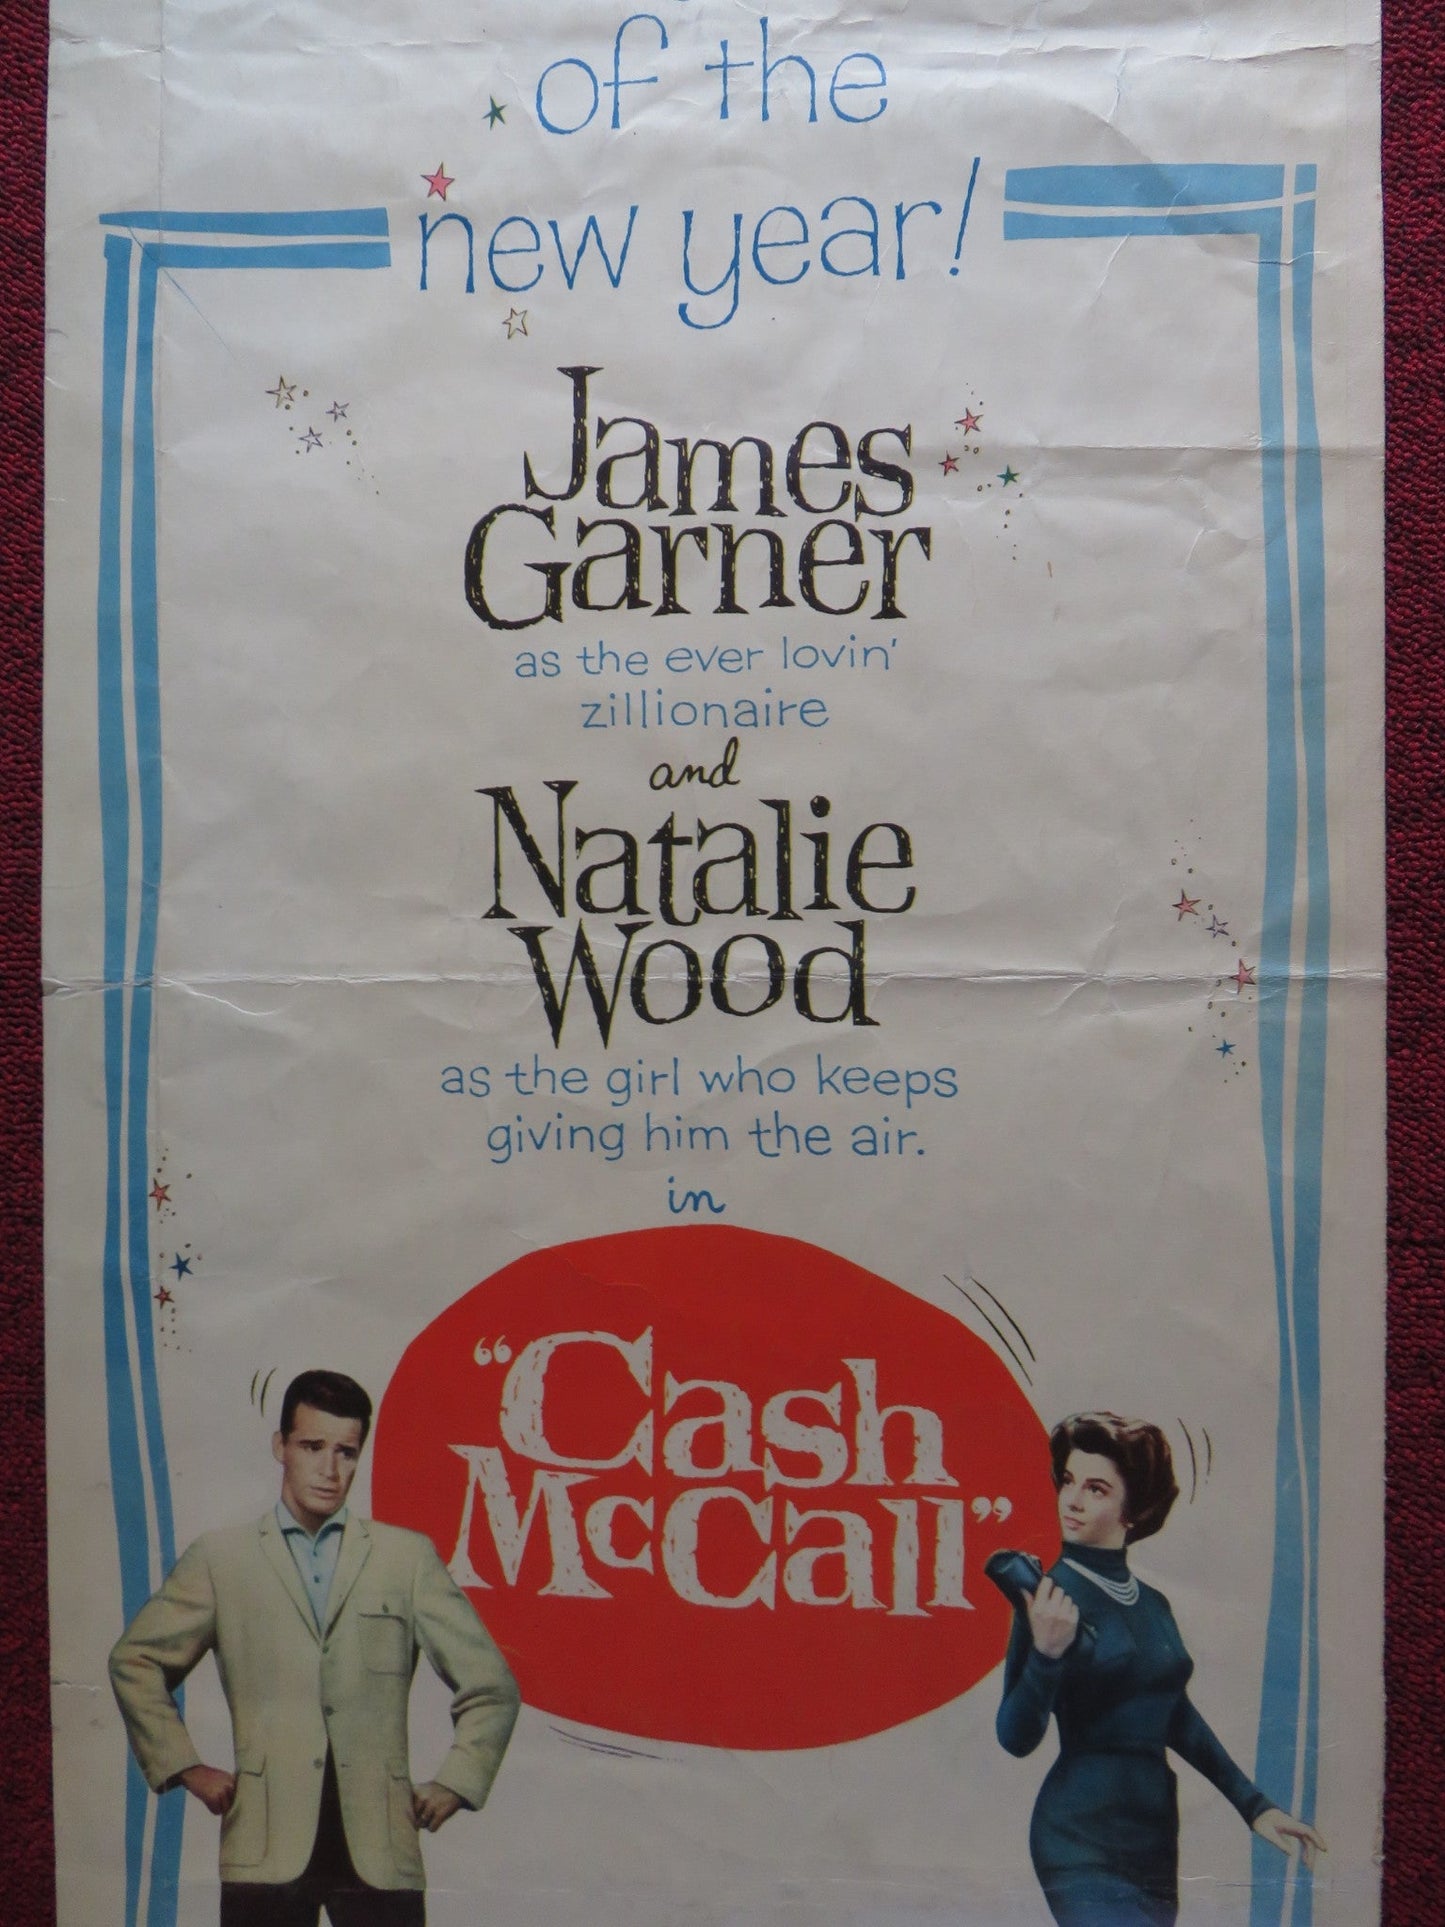 of the
new year!
James
Garner
as the ever lovin'
zillionaire
and
Natalie
Wood
as the girl who keeps
giving him the air.
in
"Cash
McCall"